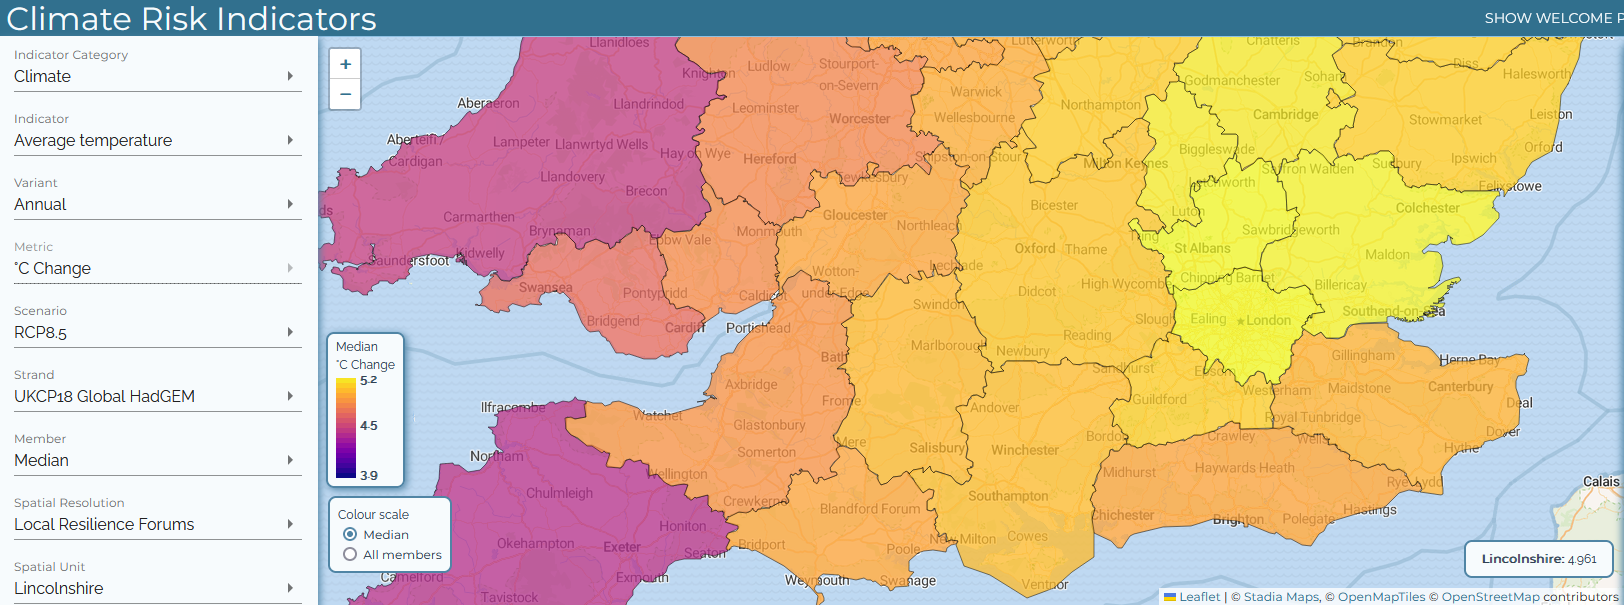 Climate Risk Indicators
SHOW WELCOME P
Indicator Category
Climate
Indicator
Average temperature
Variant
Annual
Metric
°C Change
Scenario
RCP8.5
Strand
UKCP18 Global HadGEM
Member
Median
Spatial Resolution
Local Resilience Forums
Spatial Unit
Lincolnshire
+
−
Median
°C Change
5.2
4.5
3.9
Colour scale
Median
All members
Llanidloes
Knighton
Ludlow
Stourport-
on-Severn
Lutterworth
Chatteris
Brandon
Diss
Halesworth
Godmanchester
Soham
Aberaeron
Llandrindod
Leominster
Worcester
Warwick
Wellesbourne
Northampton
Cambridge
Stowmarket
Leiston
Aberteifi /
Cardigan
Lampeter
Llanwrtyd Wells
Hay on Wye
Hereford
Shipston-on-Stour
Milton Keynes
Biggleswade
Saffron Walden
Sudbury
Ipswich
Orford
Felixstowe
Llandovery
Brecon
Tewkesbury
Letchworth
Carmarthen
Brynaman
Ebbw Vale
Monmouth
Gloucester
Northleach
Bicester
Luton
Tring
Sawbridgeworth
Colchester
Saundersfoot
Kidwelly
Oxford
Thame
St Albans
Maldon
Swansea
Pontypridd
Caldicot
Wotton-
under-Edge
Lechlade
Didcot
High Wycombe
Chipping Barnet
Billericay
Swindon
Southend-on-Sea
Bridgend
Cardiff
Portishead
Slough
Ealing
London
Marlborough
Newbury
Reading
Bath
Gillingham
Herne Bay
Axbridge
Sandhurst
Epsom
Westerham
Maidstone
Canterbury
Ilfracombe
Watchet
Frome
Andover
Guildford
Deal
Glastonbury
Royal Tunbridge
Wells
Dover
Northam
Mere
Salisbury
Winchester
Bordon
Crawley
Hythe
Somerton
Wellington
Midhurst
Haywards Heath
Rye
Lydd
Calais
Chulmleigh
Crewkerne
Blandford Forum
Southampton
Chichester
Brighton
Polegate
Hastings
Honiton
Okehampton
Exeter
Seaton
Bridport
Poole
New Milton
Cowes
Camelford
Exmouth
Weymouth
Swanage
Ventnor
Tavistock
Lincolnshire: 4.961
Leaflet | © Stadia Maps, © OpenMapTiles © OpenStreetMap contributors